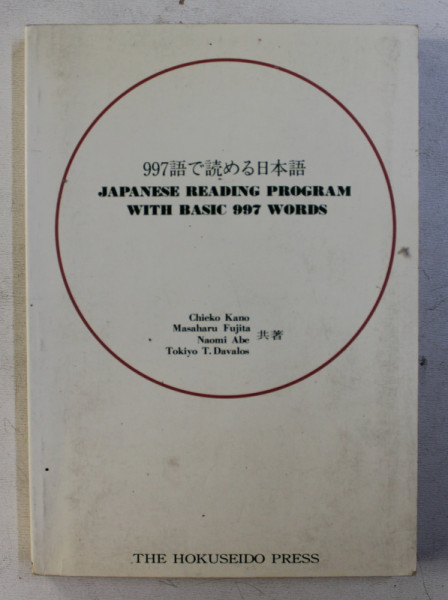 997語で読める日本語
JAPANESE READING PROGRAM
WITH BASIC 997 WORDS
Chieko Kano
Masaharu Fujita
Naomi Abe
Tokiyo T. Davalos
共著
THE HOKUSEIDO PRESS